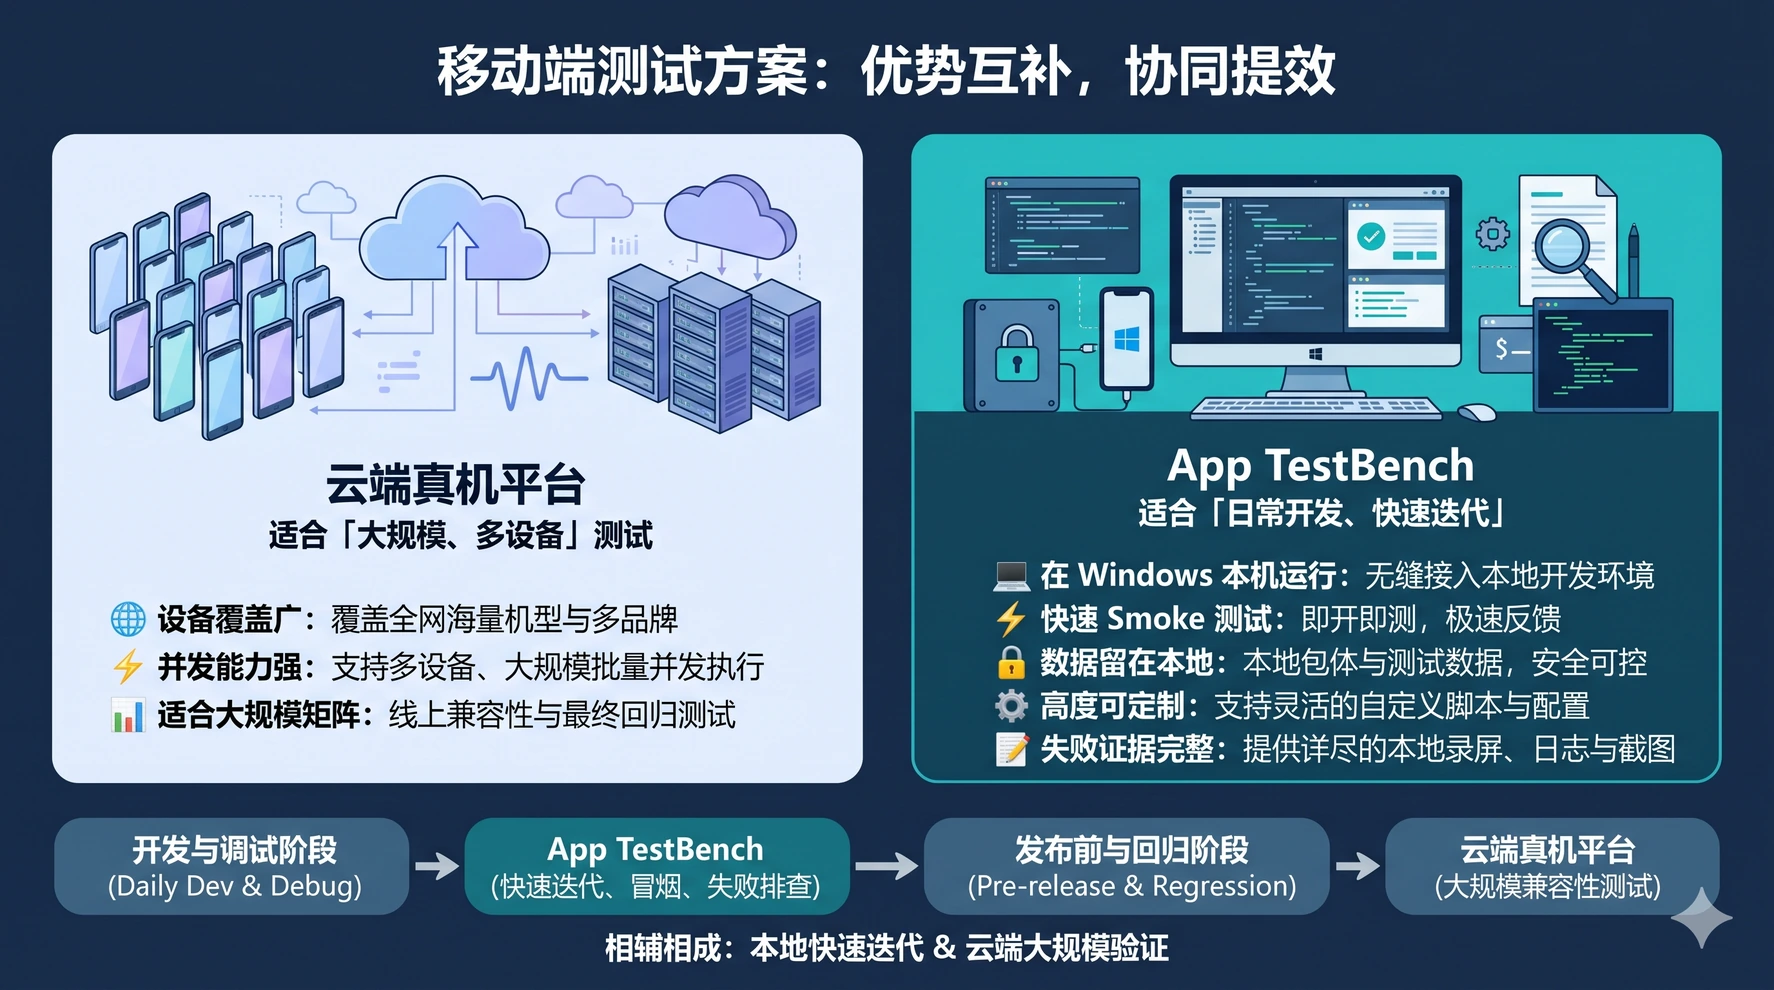 移动端测试方案：优势互补，协同提效
云端真机平台
适合「大规模、多设备」测试
设备覆盖广：覆盖全网海量机型与多品牌
并发能力强：支持多设备、大规模批量并发执行
适合大规模矩阵：线上兼容性与最终回归测试
$
App TestBench
适合「日常开发、快速迭代」
在 Windows 本机运行：无缝接入本地开发环境
快速 Smoke 测试：即开即测，极速反馈
数据留在本地：本地包体与测试数据，安全可控
高度可定制：支持灵活的自定义脚本与配置
失败证据完整：提供详尽的本地录屏、日志与截图
开发与调试阶段
(Daily Dev & Debug)
App TestBench
(快速迭代、冒烟、失败排查)
发布前与回归阶段
(Pre-release & Regression)
云端真机平台
(大规模兼容性测试)
相辅相成：本地快速迭代 & 云端大规模验证